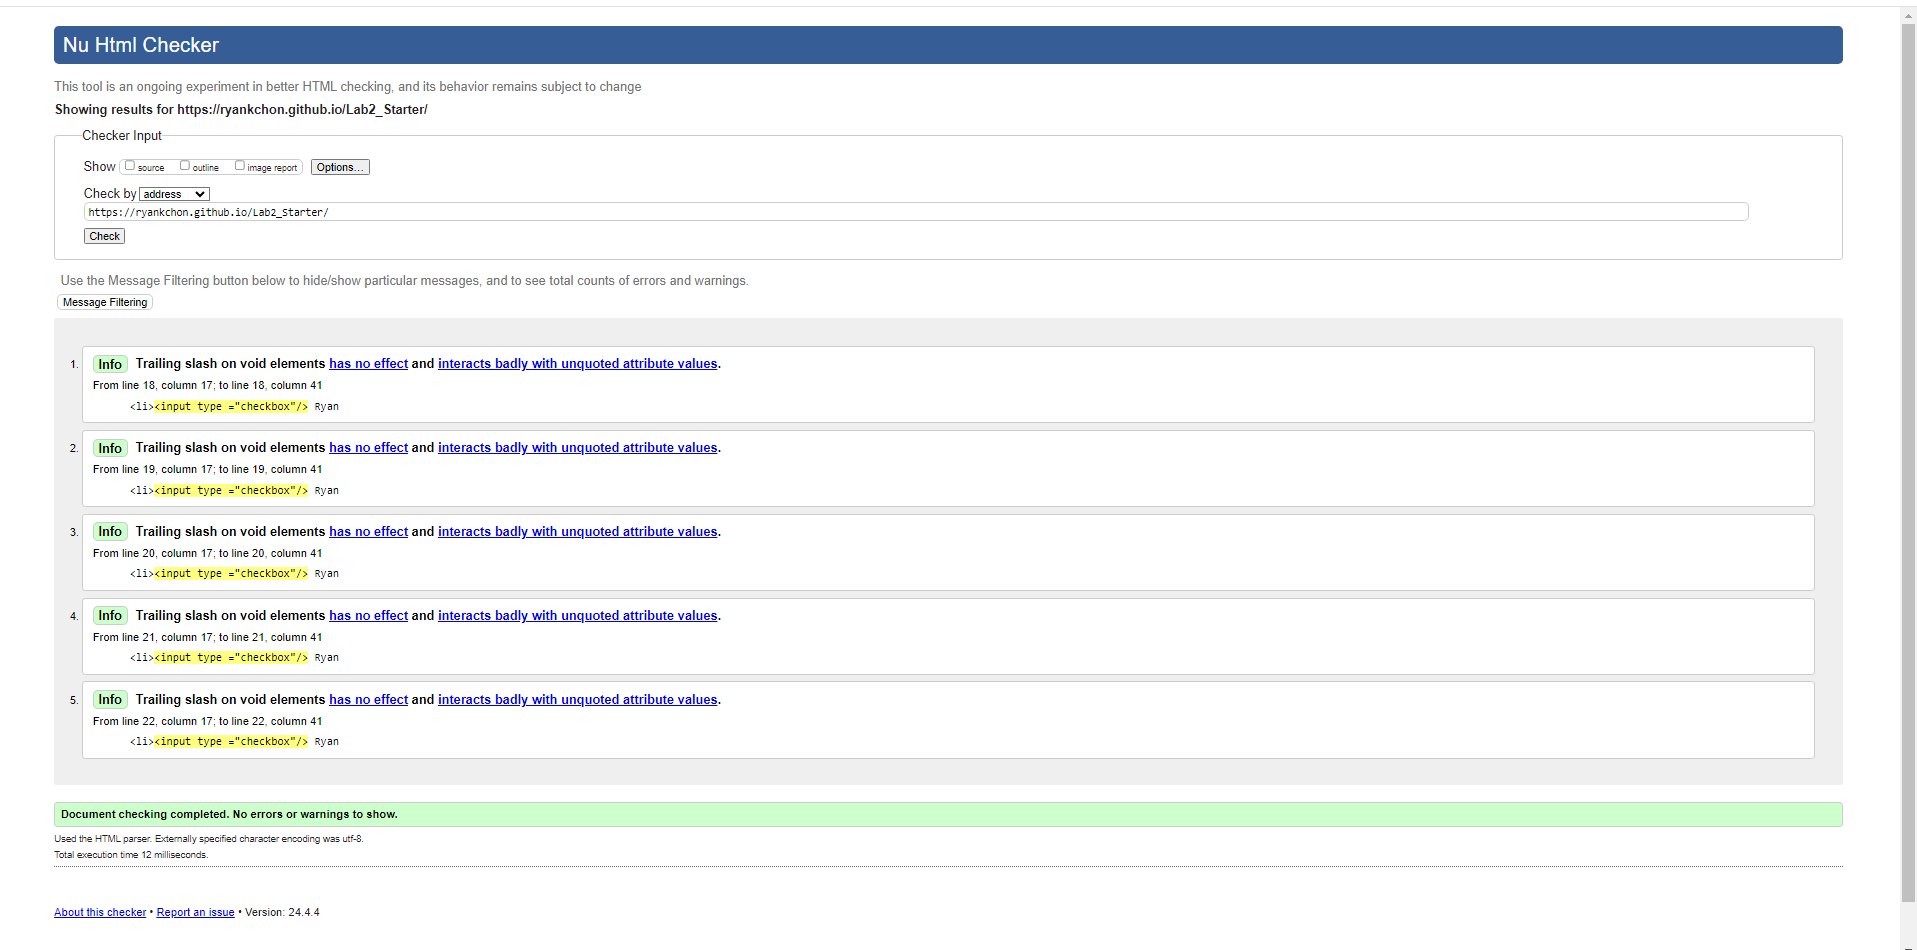 Nu Html Checker
This tool is an ongoing experiment in better HTML checking, and its behavior remains subject to change
Showing results for https://ryankchon.github.io/Lab2_Starter/
Checker Input
Show source outline image report Options...
Check by address
https://ryankchon.github.io/Lab2_Starter/
Check
Use the Message Filtering button below to hide/show particular messages, and to see total counts of errors and warnings.
Message Filtering
1. Info Trailing slash on void elements has no effect and interacts badly with unquoted attribute values.
From line 18, column 17; to line 18, column 41
<li><input type ="checkbox"/> Ryan
2. Info Trailing slash on void elements has no effect and interacts badly with unquoted attribute values.
From line 19, column 17; to line 19, column 41
<li><input type ="checkbox"/> Ryan
3. Info Trailing slash on void elements has no effect and interacts badly with unquoted attribute values.
From line 20, column 17; to line 20, column 41
<li><input type ="checkbox"/> Ryan
4. Info Trailing slash on void elements has no effect and interacts badly with unquoted attribute values.
From line 21, column 17; to line 21, column 41
<li><input type ="checkbox"/> Ryan
5. Info Trailing slash on void elements has no effect and interacts badly with unquoted attribute values.
From line 22, column 17; to line 22, column 41
<li><input type ="checkbox"/> Ryan
Document checking completed. No errors or warnings to show.
Used the HTML parser. Externally specified character encoding was utf-8.
Total execution time 12 milliseconds.
About this checker • Report an issue • Version: 24.4.4